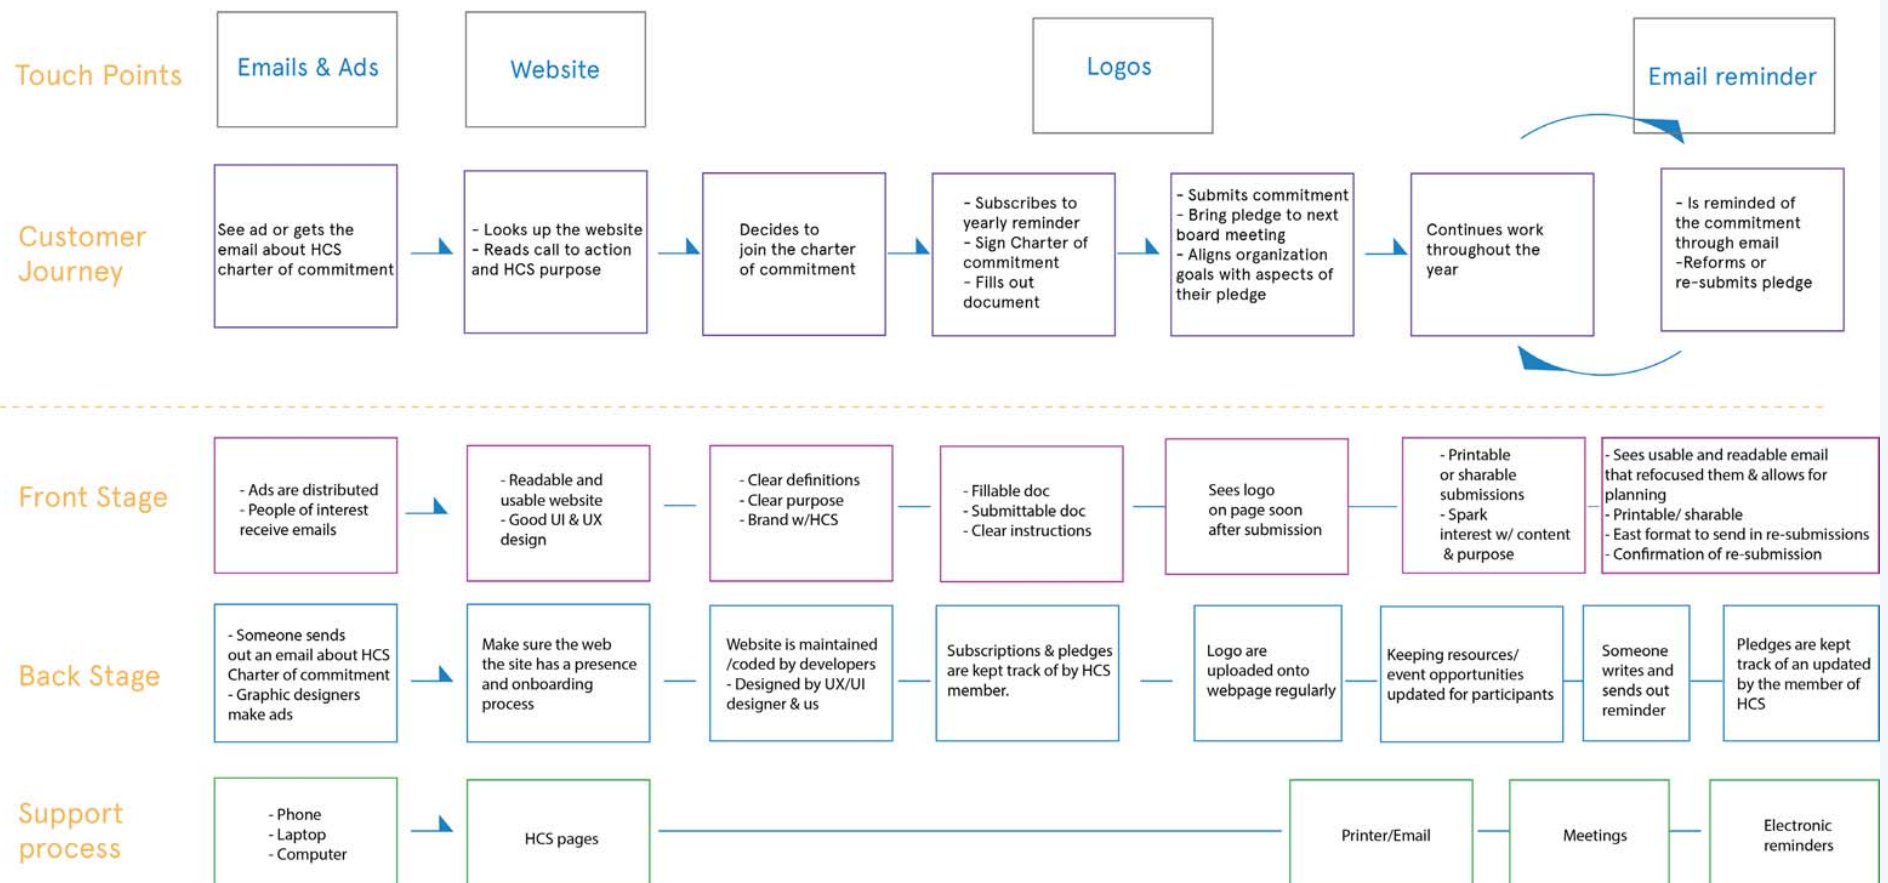 Touch Points
Emails & Ads
Website
Logos
Email reminder
Customer
Journey
See ad or gets the
email about HCS
charter of commitment
- Looks up the website
- Reads call to action
and HCS purpose
Decides to
join the charter
of commitment
- Subscribes to
yearly reminder
- Sign Charter of
commitment
- Fills out
document
- Submits commitment
- Bring pledge to next
board meeting
- Aligns organization
goals with aspects of
their pledge
Continues work
throughout the
year
- Is reminded of
the commitment
through email
-Reforms or
re-submits pledge
Front Stage
- Ads are distributed
- People of interest
receive emails
- Readable and
usable website
- Good UI & UX
design
- Clear definitions
- Clear purpose
- Brand w/HCS
- Fillable doc
- Submittable doc
- Clear instructions
Sees logo
on page soon
after submission
- Printable
or sharable
submissions
- Spark
interest w/ content
& purpose
- Sees usable and readable email
that refocused them & allows for
planning
- Printable/ sharable
- East format to send in re-submissions
- Confirmation of re-submission
Back Stage
- Someone sends
out an email about HCS
Charter of commitment
- Graphic designers
make ads
Make sure the web
the site has a presence
and onboarding
process
Website is maintained
/coded by developers
- Designed by UX/UI
designer & us
Subscriptions & pledges
are kept track of by HCS
member.
Logo are
uploaded onto
webpage regularly
Keeping resources/
event opportunities
updated for participants
Someone
writes and
sends out
reminder
Pledges are kept
track of an updated
by the member of
HCS
Support
process
- Phone
- Laptop
- Computer
HCS pages
Printer/Email
Meetings
Electronic
reminders